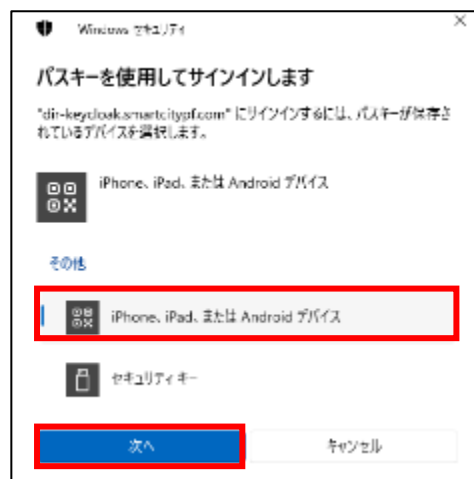 Windows セキュリティ
パスキーを使用してサインインします
"dir-keycloak.smartcitypf.com" にサインインするには、パスキーが保存さ
れているデバイスを選択します。
iPhone、iPad、または Android デバイス
その他
iPhone、iPad、または Android デバイス
セキュリティ キー
次へ
キャンセル